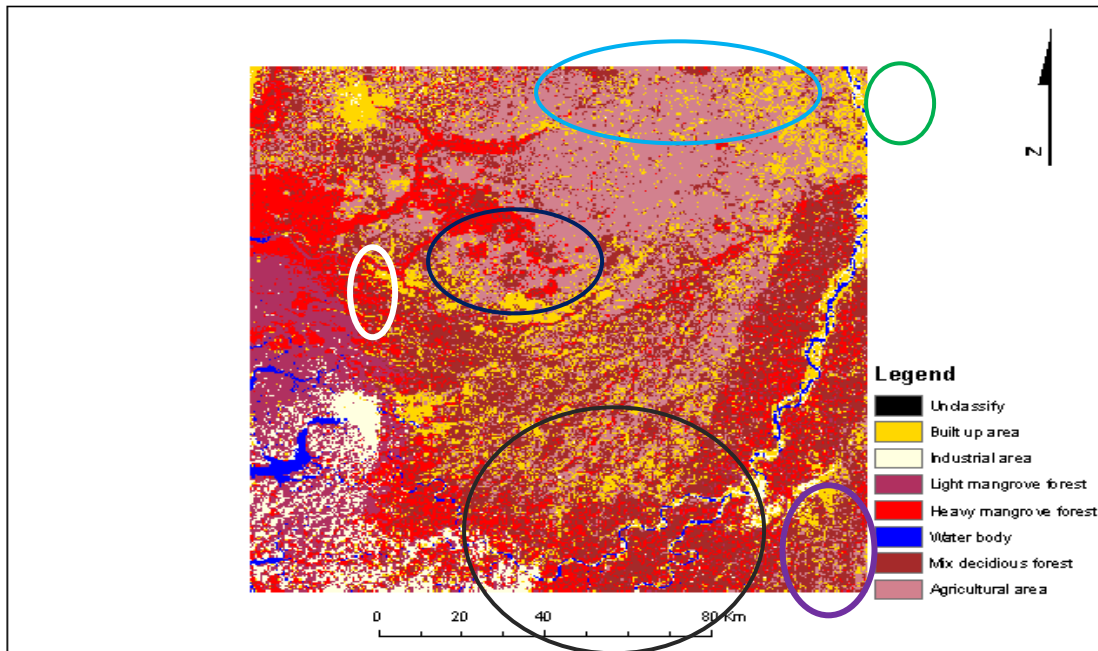 N
Legend
Unclassify
Built up area
Industrial area
Light mangrove forest
Heavy mangrove forest
Water body
Mix decidious forest
Agricultural area
0 20 40 80 Km